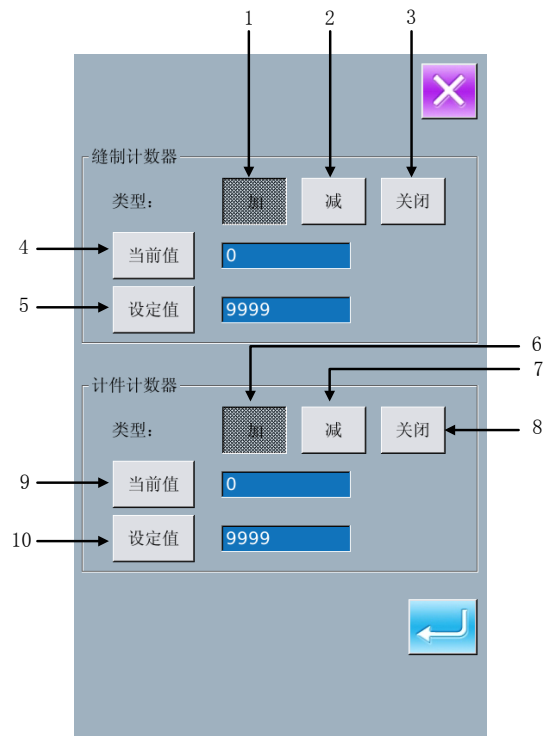 1 2 3
缝制计数器
类型: 加 减 关闭
4 当前值 0
5 设定值 9999
6
7
计件计数器
类型: 加 减 关闭 8
9 当前值 0
10 设定值 9999